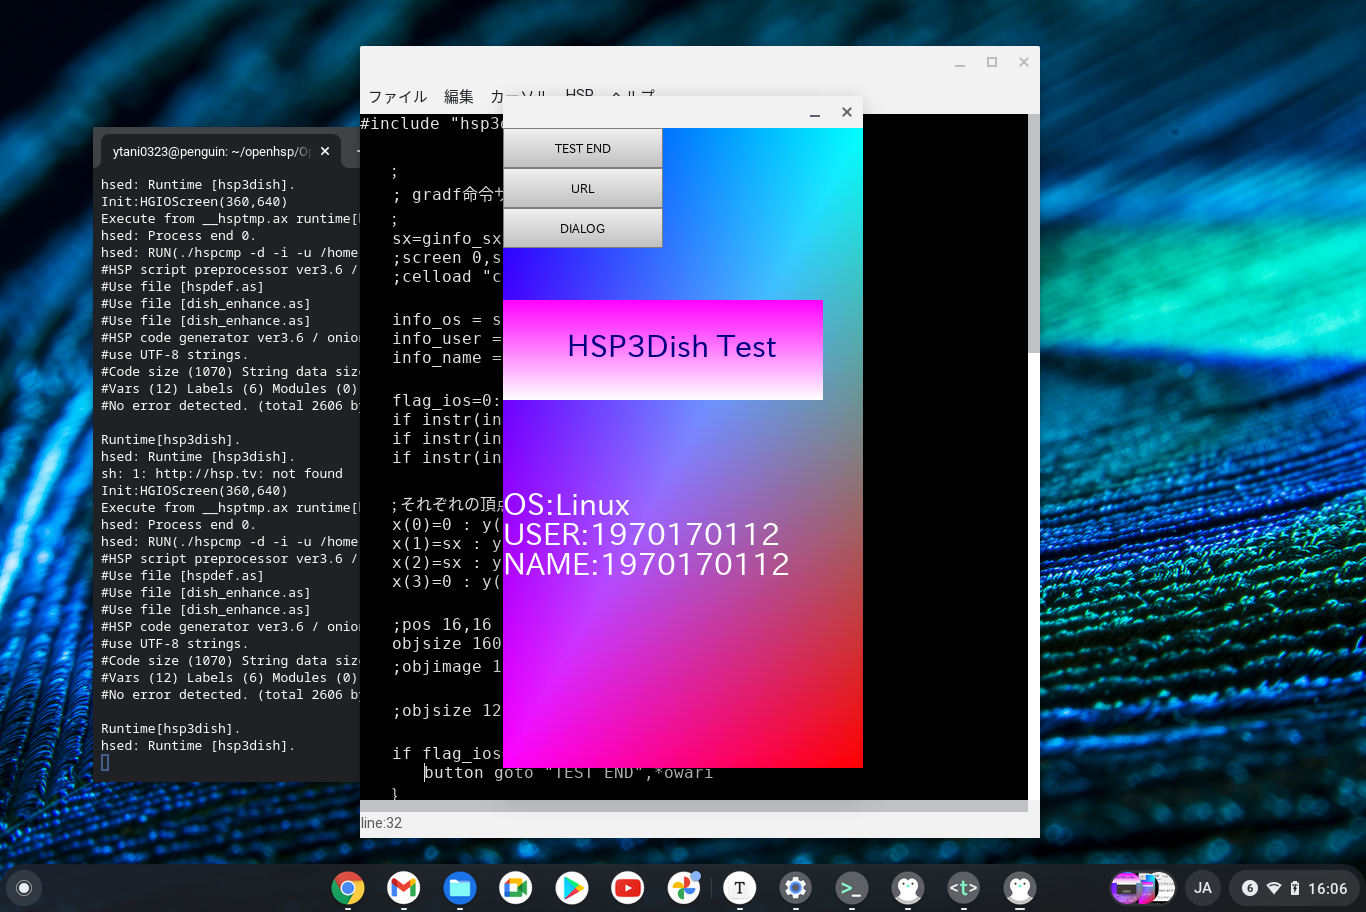 ファイル 編集 HSP
ytani0323@penguin: ~/openhsp/Op
hsed: Runtime [hsp3dish].
Init:HGIOScreen(360,640)
Execute from __hsptmp.ax runtime[
hsed: Process end 0.
hsed: RUN(./hspcmp -d -i -u /home
#HSP script preprocessor ver3.6 /
#Use file [hspdef.as]
#Use file [dish_enhance.as]
#Use file [dish_enhance.as]
#HSP code generator ver3.6 / onio
#use UTF-8 strings.
#Code size (1070) String data siz
#Vars (12) Labels (6) Modules (0)
#No error detected. (total 2606 b
Runtime[hsp3dish].
hsed: Runtime [hsp3dish].
sh: 1: http://hsp.tv: not found
Init:HGIOScreen(360,640)
Execute from __hsptmp.ax runtime[
hsed: Process end 0.
hsed: RUN(./hspcmp -d -i -u /home
#HSP script preprocessor ver3.6 /
#Use file [hspdef.as]
#Use file [dish_enhance.as]
#Use file [dish_enhance.as]
#HSP code generator ver3.6 / onio
#use UTF-8 strings.
#Code size (1070) String data siz
#Vars (12) Labels (6) Modules (0)
#No error detected. (total 2606 b
Runtime[hsp3dish].
hsed: Runtime [hsp3dish].
#include "hsp3
;
; gradf命令サ
;
sx=ginfo_sx
;screen 0,s
;celload "c
info_os = s
info_user =
info_name =
flag_ios=0:
if instr(in
if instr(in
if instr(in
;それぞれの頂点
x(0)=0 : y(
x(1)=sx : y
x(2)=sx : y
x(3)=0 : y(
;pos 16,16
objsize 160
;objimage 1
;objsize 12
if flag_ios
button goto "TEST END",*owari
}
line:32
TEST END
URL
DIALOG
HSP3Dish Test
OS:Linux
USER:1970170112
NAME:1970170112
T
>_
<t>
JA
6
16:06